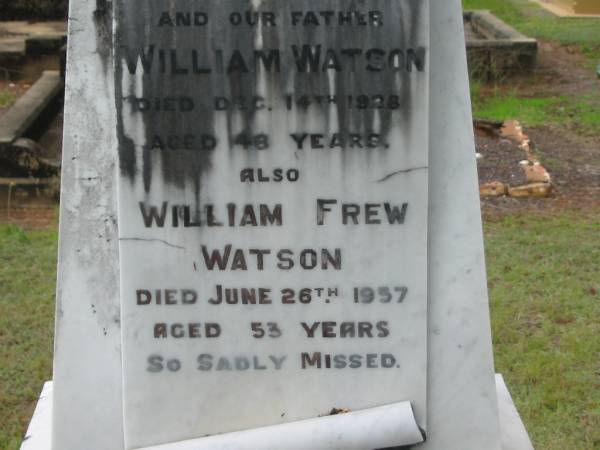 AND OUR FATHER
WILLIAM WATSON
DIED DEC. 14TH 1928
AGED 48 YEARS.
ALSO
WILLIAM FREW
WATSON
DIED JUNE 26TH. 1957
AGED 53 YEARS
SO SADLY MISSED.